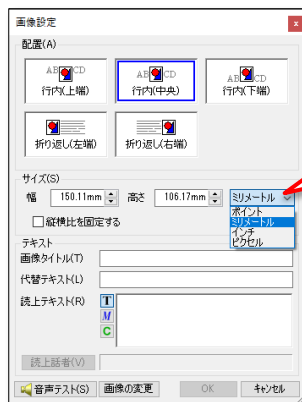 画像設定
x
配置(A)
AB CD AB CD AB CD
行内(上端) 行内(中央) 行内(下端)
折り返し(左端) 折り返し(右端)
サイズ(S)
幅 150.11mm 高さ 106.17mm ミリメートル
ポイント
ミリメートル
インチ
ピクセル
縦横比を固定する
テキスト
画像タイトル(T)
代替テキスト(L)
読上テキスト(R) T
M
C
読上話者(V)
音声テスト(S) 画像の変更 OK キャンセル